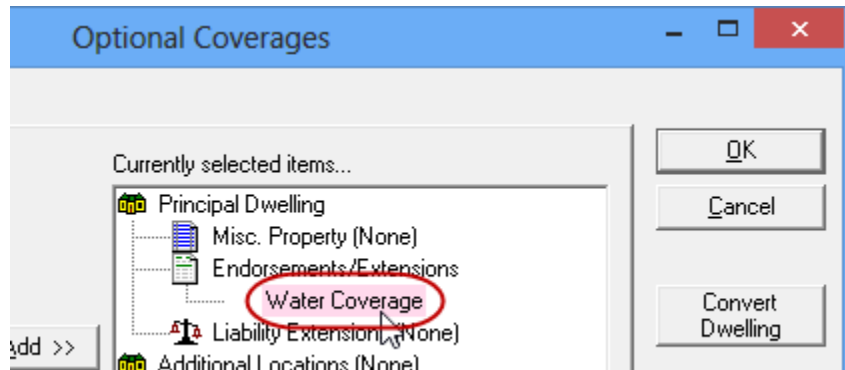 Optional Coverages
OK
Currently selected items...
Principal Dwelling
Cancel
Misc. Property (None)
Endorsements/Extensions
Water Coverage
Convert
Dwelling
Liability Extension (None)
Add >>
Additional Locations (None)